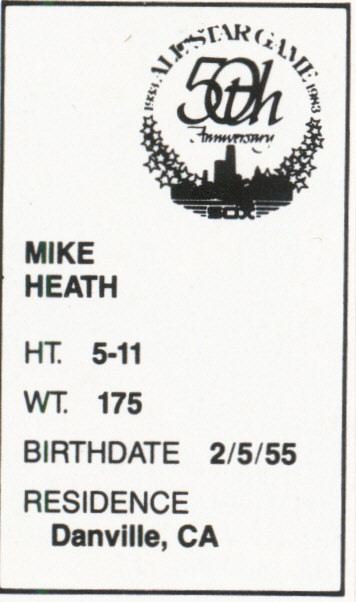 1933 ALL STAR GAME 1983
50th
Anniversary
SOX
MIKE
HEATH
HT. 5-11
WT. 175
BIRTHDATE 2/5/55
RESIDENCE
Danville, CA